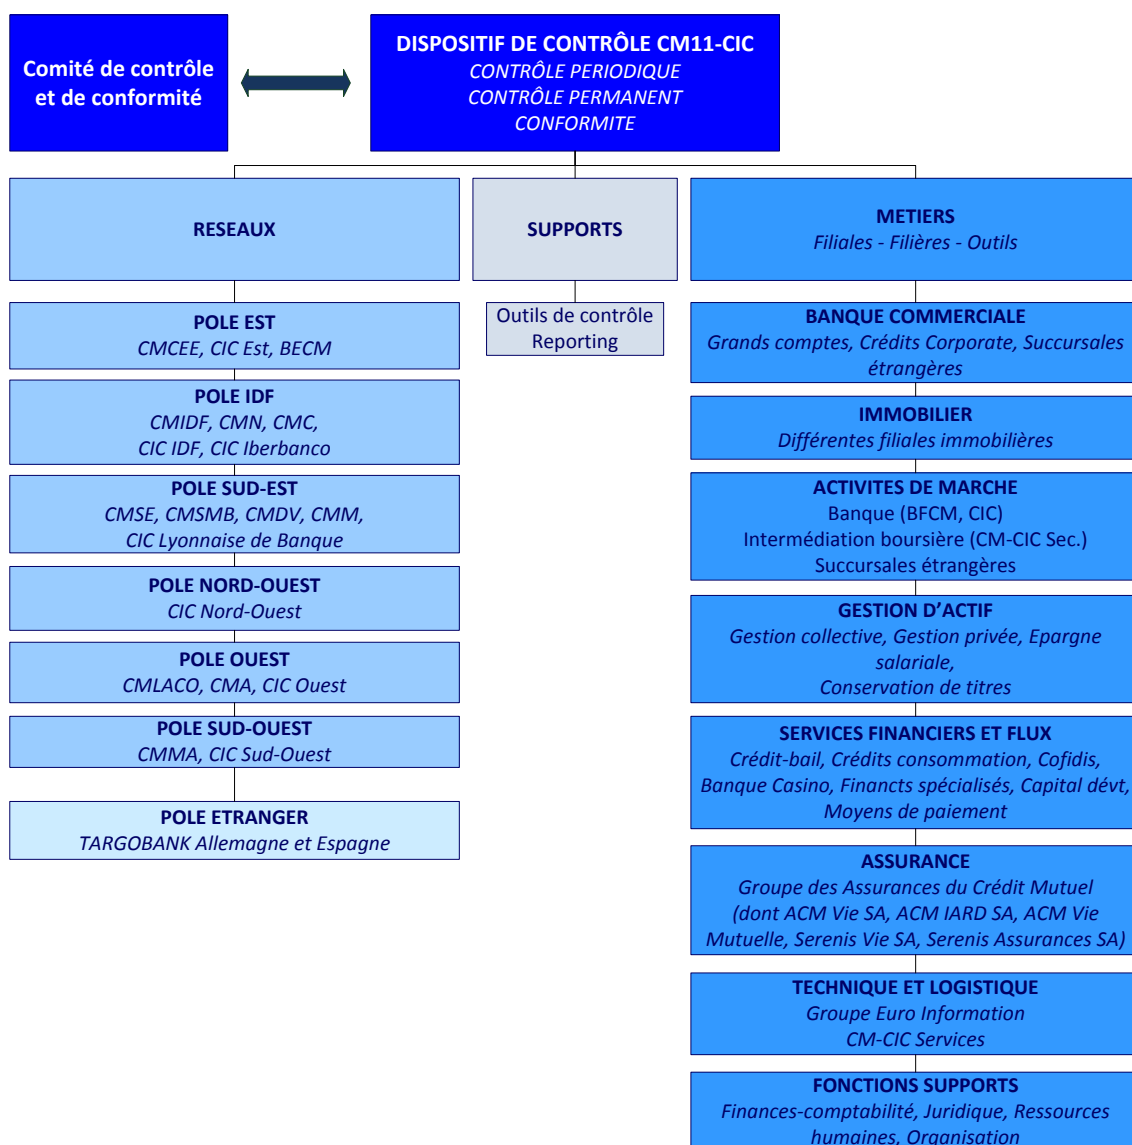 Comité de contrôle
et de conformité
DISPOSITIF DE CONTRÔLE CM11-CIC
CONTRÔLE PERIODIQUE
CONTRÔLE PERMANENT
CONFORMITE
RESEAUX
SUPPORTS
METIERS
Filiales - Filières - Outils
POLE EST
CMCEE, CIC Est, BECM
POLE IDF
CMIDF, CMN, CMC,
CIC IDF, CIC Iberbanco
POLE SUD-EST
CMSE, CMSMB, CMDV, CMM,
CIC Lyonnaise de Banque
POLE NORD-OUEST
CIC Nord-Ouest
POLE OUEST
CMLACO, CMA, CIC Ouest
POLE SUD-OUEST
CMMA, CIC Sud-Ouest
POLE ETRANGER
TARGOBANK Allemagne et Espagne
Outils de contrôle
Reporting
BANQUE COMMERCIALE
Grands comptes, Crédits Corporate, Succursales
étrangères
IMMOBILIER
Différentes filiales immobilières
ACTIVITES DE MARCHE
Banque (BFCM, CIC)
Intermédiation boursière (CM-CIC Sec.)
Succursales étrangères
GESTION D’ACTIF
Gestion collective, Gestion privée, Epargne
salariale,
Conservation de titres
SERVICES FINANCIERS ET FLUX
Crédit-bail, Crédits consommation, Cofidis,
Banque Casino, Financts spécialisés, Capital dévt,
Moyens de paiement
ASSURANCE
Groupe des Assurances du Crédit Mutuel
(dont ACM Vie SA, ACM IARD SA, ACM Vie
Mutuelle, Serenis Vie SA, Serenis Assurances SA)
TECHNIQUE ET LOGISTIQUE
Groupe Euro Information
CM-CIC Services
FONCTIONS SUPPORTS
Finances-comptabilité, Juridique, Ressources
humaines, Organisation